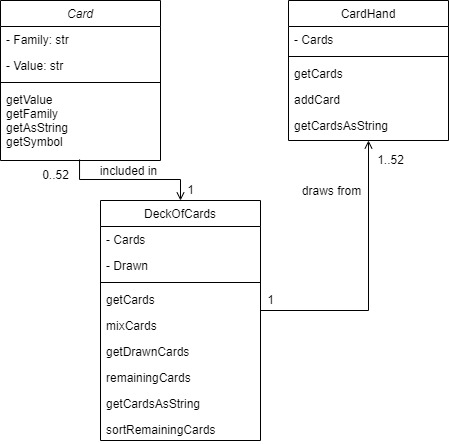 Card
- Family: str
- Value: str
getValue
getFamily
getAsString
getSymbol
CardHand
- Cards
getCards
addCard
getCardsAsString
0..52
included in
1
1..52
draws from
DeckOfCards
- Cards
- Drawn
getCards
mixCards
getDrawnCards
remainingCards
getCardsAsString
sortRemainingCards
1